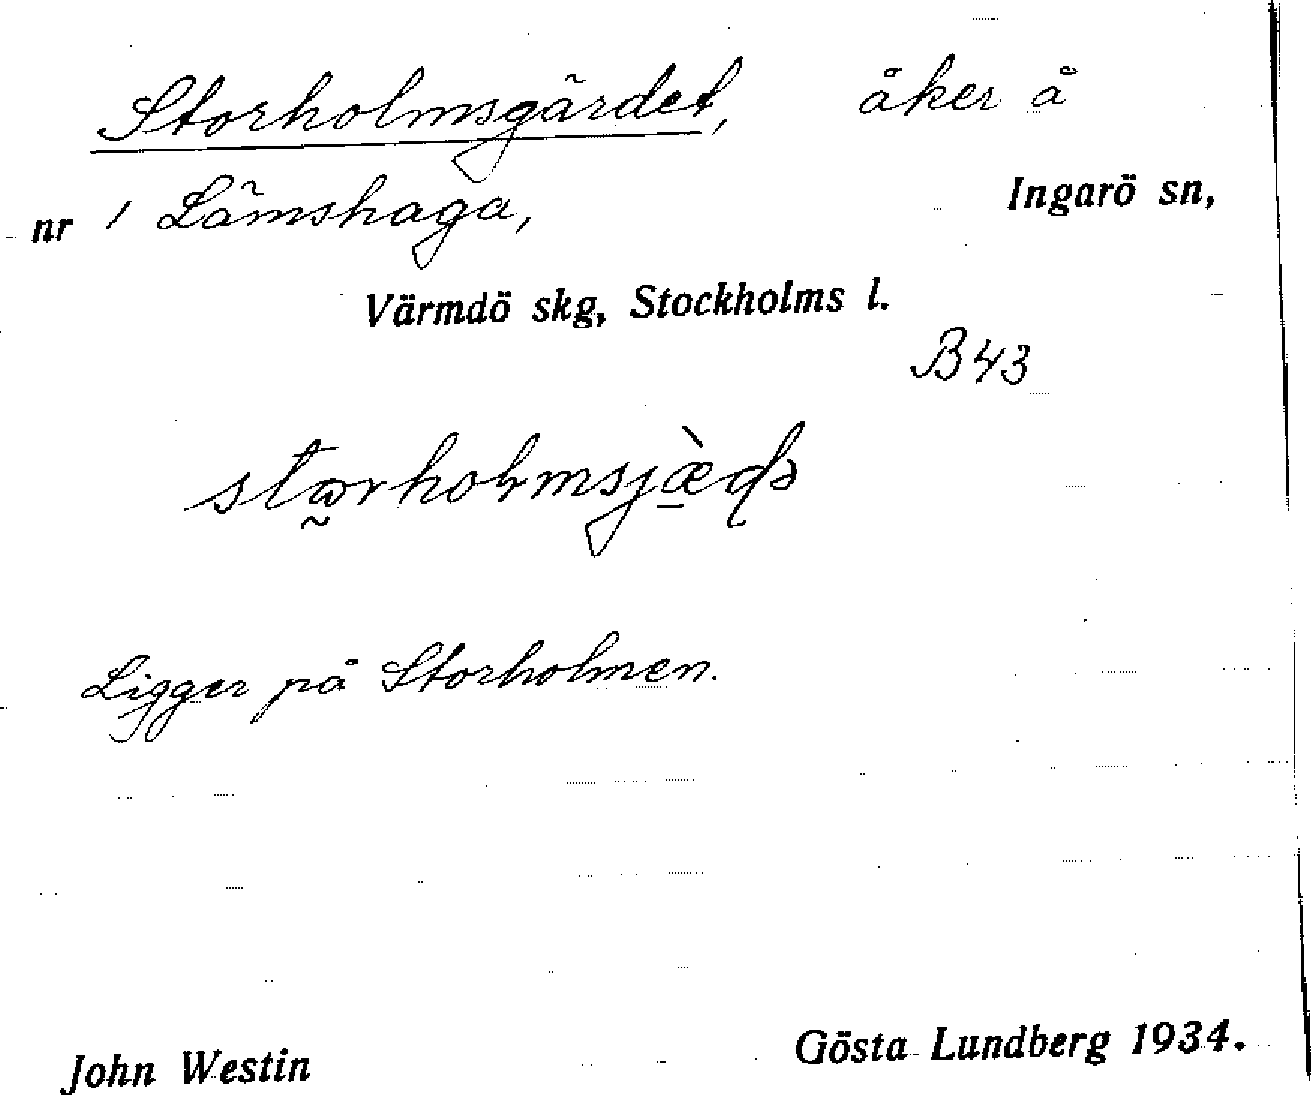 Storholmsgärdet, åker å
nr 1 Lämshaga, Ingarö sn,
Värmdö skg, Stockholms l.
B43
Ligger på Storholmen.
John Westin Gösta Lundberg 1934.